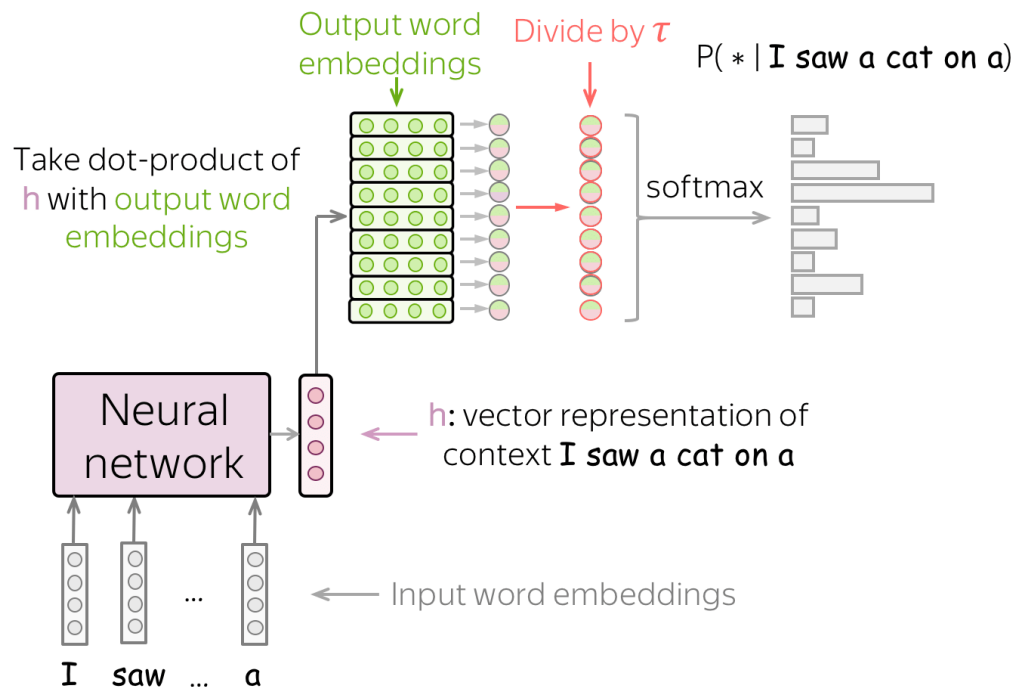 Output word
embeddings
Divide by τ
P( * | I saw a cat on a)
Take dot-product of
h with output word
embeddings
softmax
Neural
network
h: vector representation of
context I saw a cat on a
...
Input word embeddings
I saw ... a